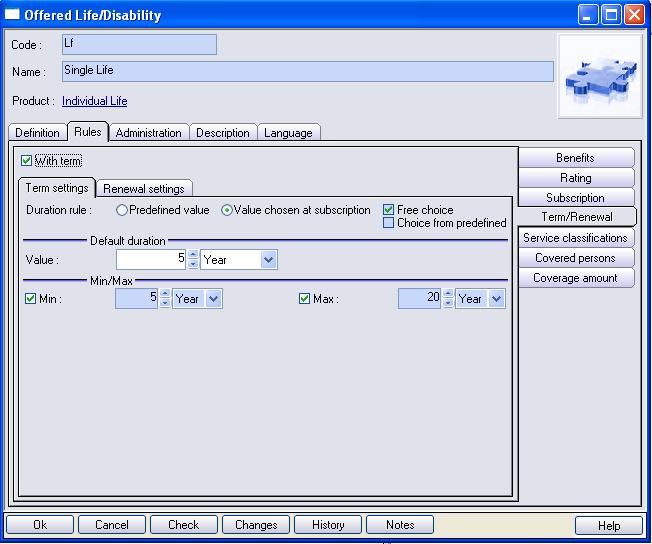 Offered Life/Disability
Code : Lf
Name : Single Life
Product : Individual Life
Definition Rules Administration Description Language
With term
Benefits
Rating
Subscription
Term/Renewal
Service classifications
Covered persons
Coverage amount
Term settings Renewal settings
Duration rule : Predefined value Value chosen at subscription Free choice
Choice from predefined
Default duration
Value : 5 Year
Min/Max
Min : 5 Year Max : 20 Year
Ok Cancel Check Changes History Notes Help